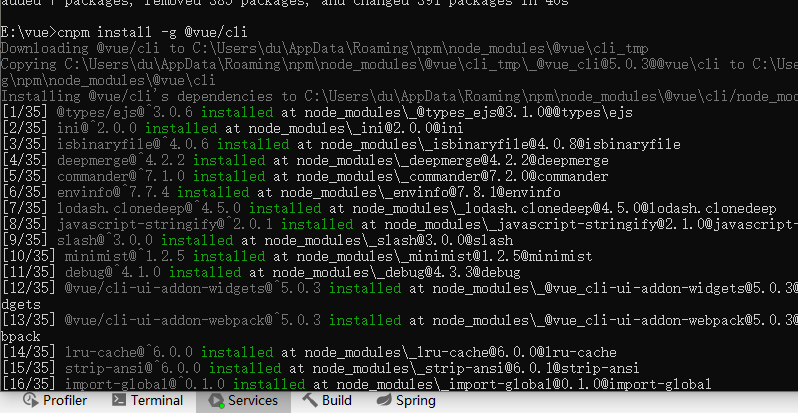 added 7 packages, removed 385 packages, and changed 391 packages in 40s
E:\vue>cnpm install -g @vue/cli
Downloading @vue/cli to C:\Users\du\AppData\Roaming\npm\node_modules\@vue\cli_tmp
Copying C:\Users\du\AppData\Roaming\npm\node_modules\@vue\cli_tmp\_@vue_cli@5.0.3@@vue\cli to C:\Us
g\npm\node_modules\@vue\cli
Installing @vue/cli's dependencies to C:\Users\du\AppData\Roaming\npm\node_modules\@vue\cli/node_mo
[1/35] @types/ejs@^3.0.6 installed at node_modules\_@types_ejs@3.1.0@@types\ejs
[2/35] ini@^2.0.0 installed at node_modules\_ini@2.0.0@ini
[3/35] isbinaryfile@^4.0.6 installed at node_modules\_isbinaryfile@4.0.8@isbinaryfile
[4/35] deepmerge@^4.2.2 installed at node_modules\_deepmerge@4.2.2@deepmerge
[5/35] commander@^7.1.0 installed at node_modules\_commander@7.2.0@commander
[6/35] envinfo@^7.7.4 installed at node_modules\_envinfo@7.8.1@envinfo
[7/35] lodash.clonedeep@^4.5.0 installed at node_modules\_lodash.clonedeep@4.5.0@lodash.clonedeep
[8/35] javascript-stringify@^2.0.1 installed at node_modules\_javascript-stringify@2.1.0@javascript-
[9/35] slash@^3.0.0 installed at node_modules\_slash@3.0.0@slash
[10/35] minimist@^1.2.5 installed at node_modules\_minimist@1.2.5@minimist
[11/35] debug@^4.1.0 installed at node_modules\_debug@4.3.3@debug
[12/35] @vue/cli-ui-addon-widgets@^5.0.3 installed at node_modules\_@vue_cli-ui-addon-widgets@5.0.3@
dgets
[13/35] @vue/cli-ui-addon-webpack@^5.0.3 installed at node_modules\_@vue_cli-ui-addon-webpack@5.0.3@
bpack
[14/35] lru-cache@^6.0.0 installed at node_modules\_lru-cache@6.0.0@lru-cache
[15/35] strip-ansi@^6.0.0 installed at node_modules\_strip-ansi@6.0.1@strip-ansi
[16/35] import-global@^0.1.0 installed at node_modules\_import-global@0.1.0@import-global
Profiler Terminal Services Build Spring